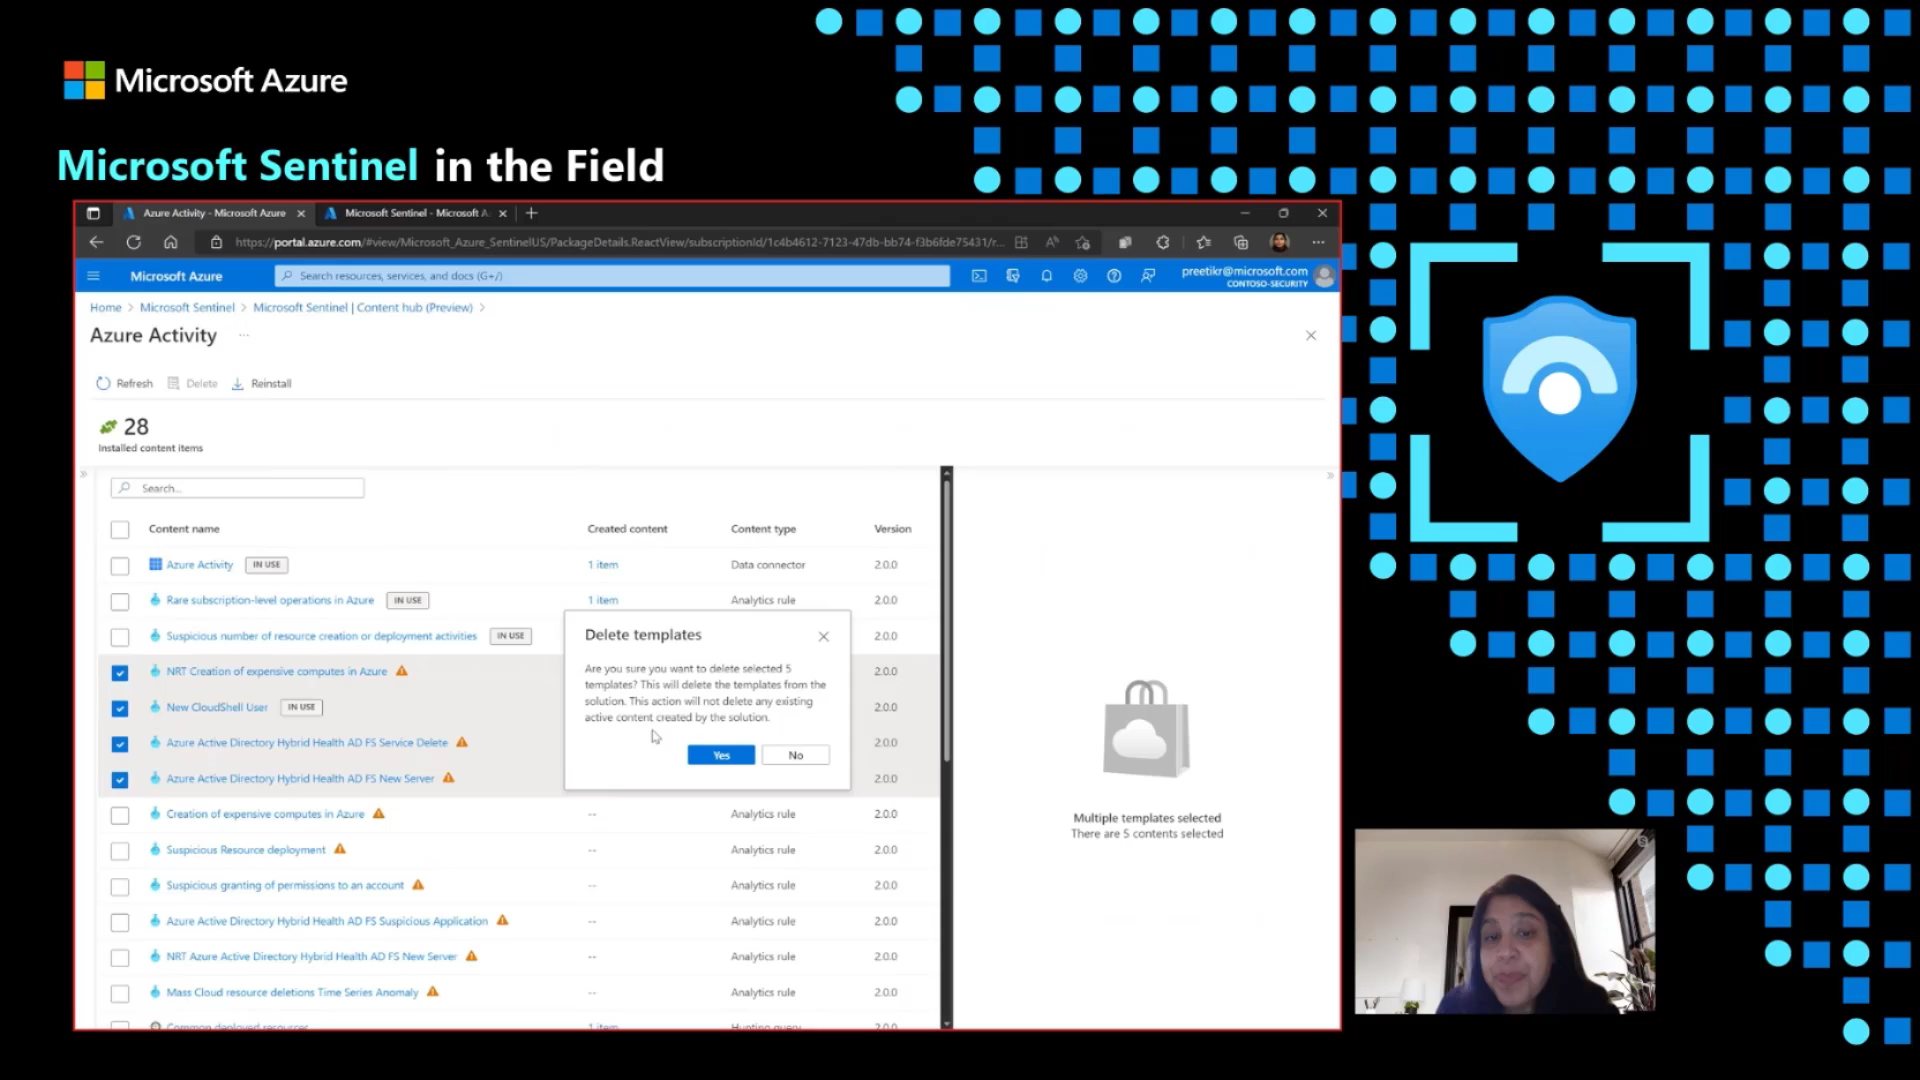 Microsoft Azure
Microsoft Sentinel in the Field
Azure Activity - Microsoft Azure
Microsoft Sentinel - Microsoft A
https://portal.azure.com/#view/Microsoft_Azure_SentinelUS/PackageDetails.ReactView/subscriptionId/1c4b4612-7123-47db-bb74-f3b6fde75431/r...
Microsoft Azure
Search resources, services, and docs (G+/)
preetikr@microsoft.com
CONTOSO-SECURITY
Home > Microsoft Sentinel > Microsoft Sentinel | Content hub (Preview) >
Azure Activity ...
Refresh Delete Reinstall
28
Installed content items
Search...
Content name Created content Content type Version
Azure Activity IN USE 1 item Data connector 2.0.0
Rare subscription-level operations in Azure IN USE 1 item Analytics rule 2.0.0
Suspicious number of resource creation or deployment activities IN USE 2.0.0
NRT Creation of expensive computes in Azure 2.0.0
New CloudShell User IN USE 2.0.0
Azure Active Directory Hybrid Health AD FS Service Delete 2.0.0
Azure Active Directory Hybrid Health AD FS New Server 2.0.0
Delete templates
Are you sure you want to delete selected 5
templates? This will delete the templates from the
solution. This action will not delete any existing
active content created by the solution.
Yes No
Creation of expensive computes in Azure -- Analytics rule 2.0.0
Suspicious Resource deployment -- Analytics rule 2.0.0
Suspicious granting of permissions to an account -- Analytics rule 2.0.0
Azure Active Directory Hybrid Health AD FS Suspicious Application -- Analytics rule 2.0.0
NRT Azure Active Directory Hybrid Health AD FS New Server -- Analytics rule 2.0.0
Mass Cloud resource deletions Time Series Anomaly -- Analytics rule 2.0.0
Common deployed resources 1 item Hunting query 2.0.0
Multiple templates selected
There are 5 contents selected